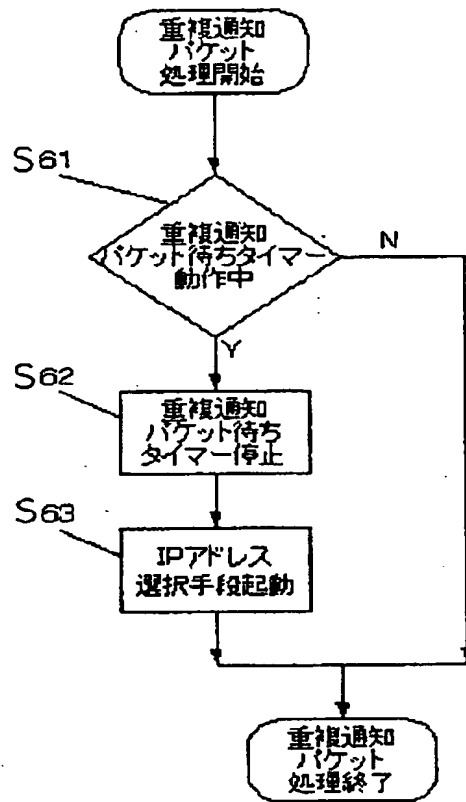 重複通知
パケット
処理開始
S61
重複通知
パケット待ちタイマー
動作中
N
Y
S62
重複通知
パケット待ち
タイマー停止
S63
IPアドレス
選択手段起動
重複通知
パケット
処理終了